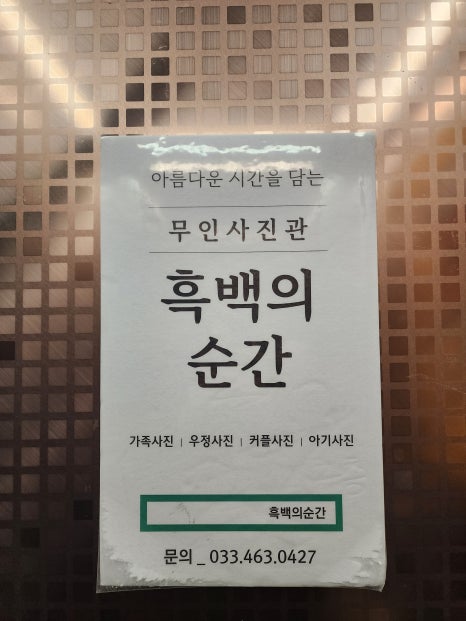 아름다운 시간을 담는
무인사진관
흑백의
순간
가족사진 | 우정사진 | 커플사진 | 아기사진
흑백의순간
문의 _ 033.463.0427